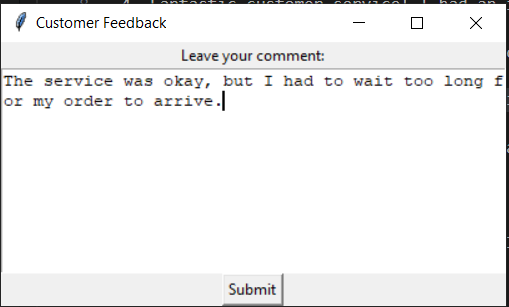 Customer Feedback
Leave your comment:
The service was okay, but I had to wait too long f
or my order to arrive.
Submit